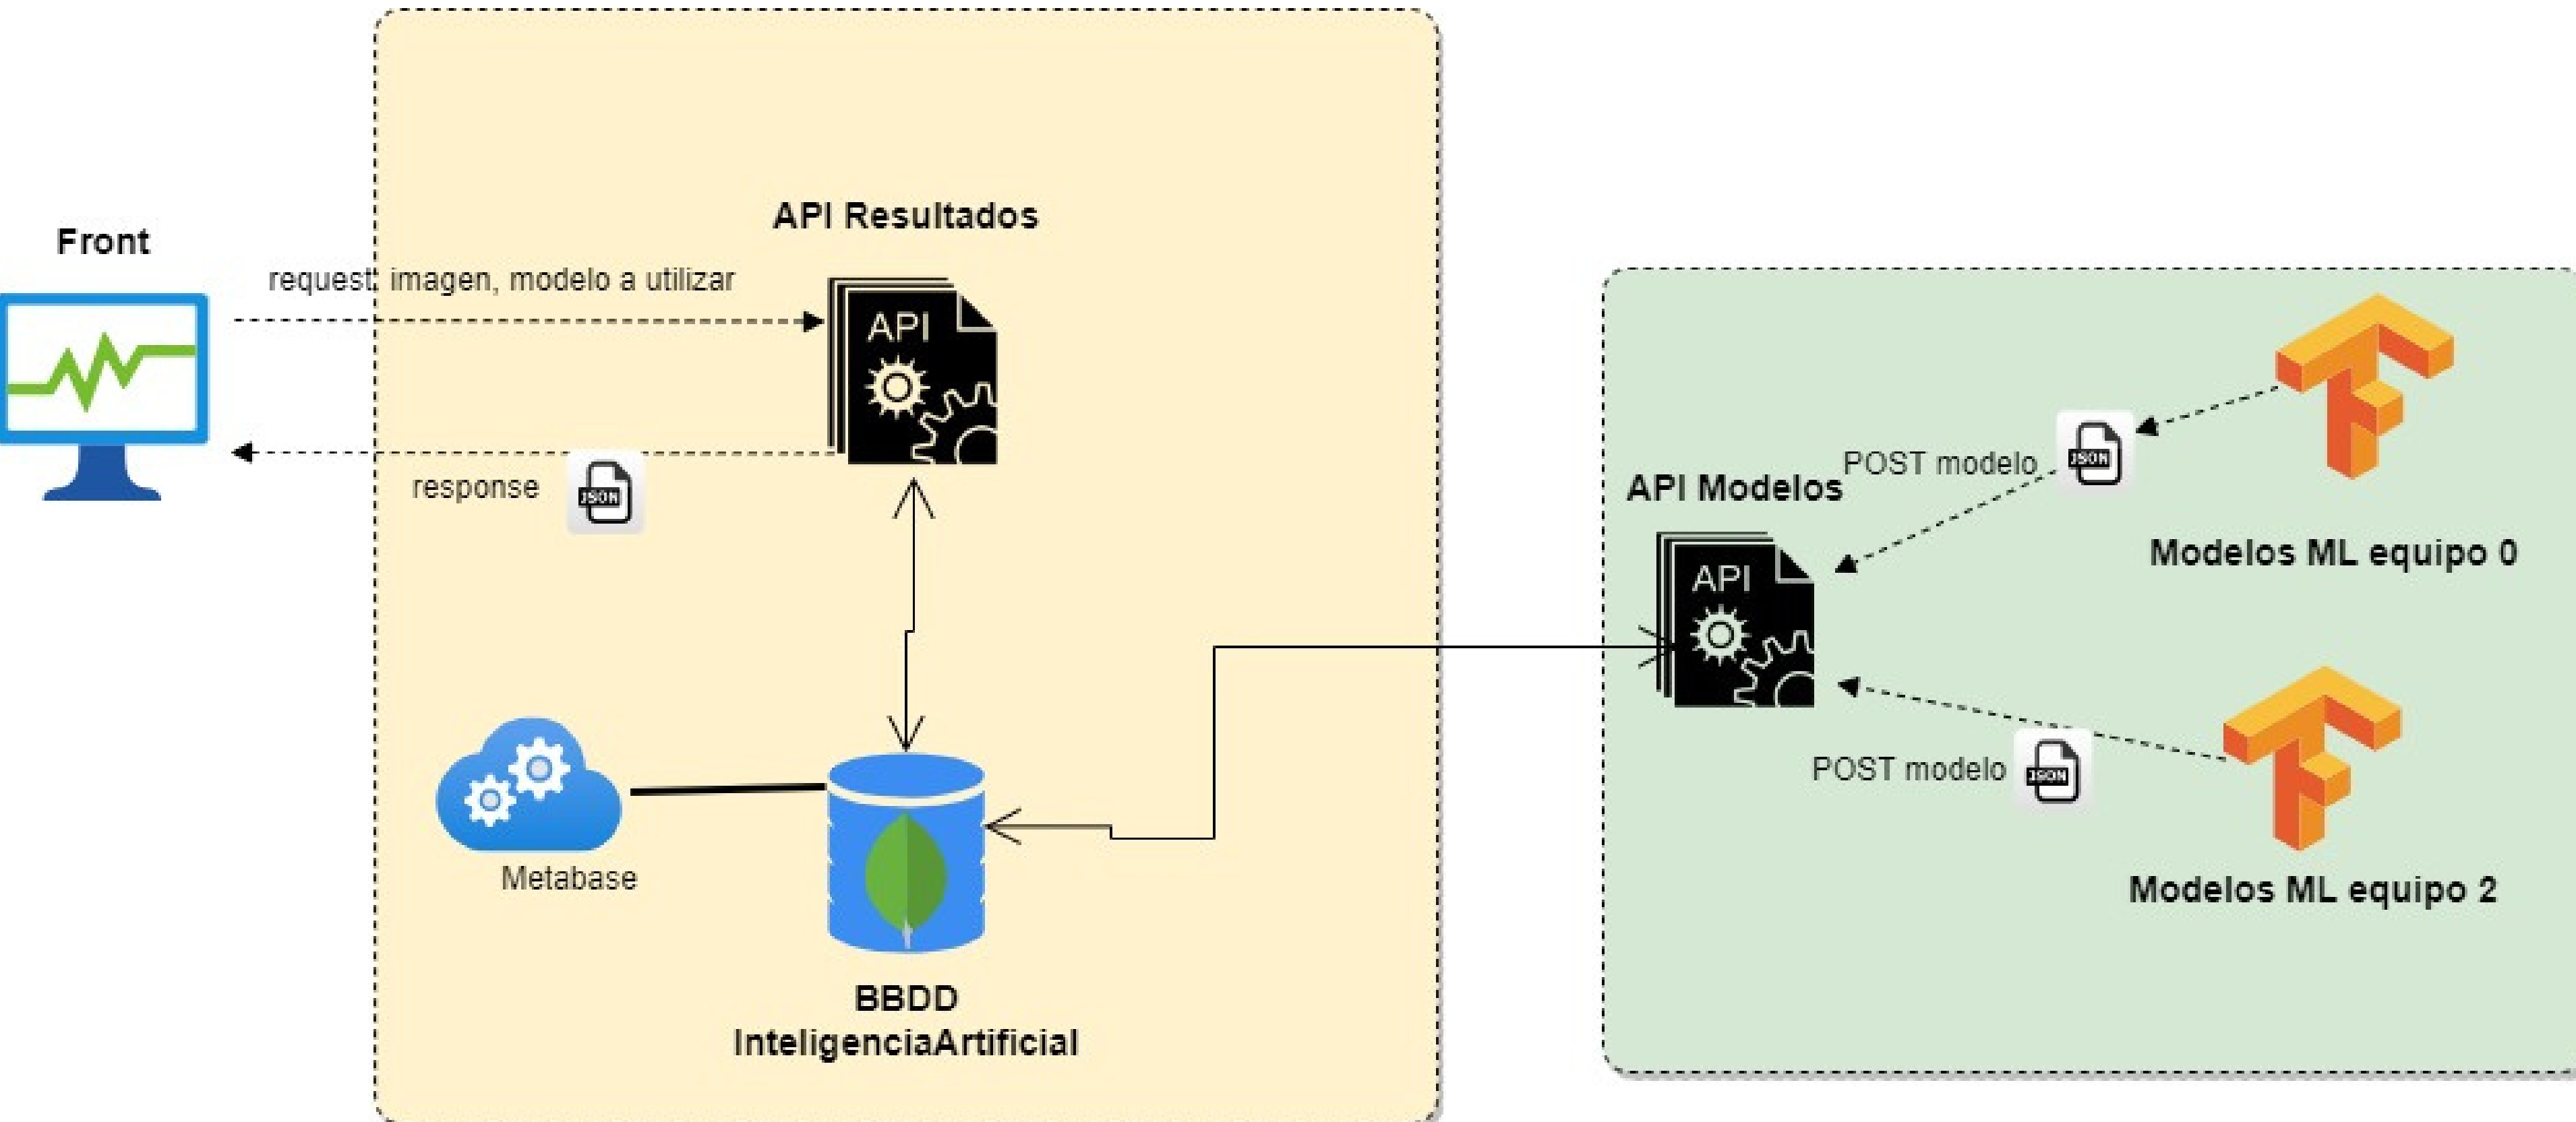 Front
request: imagen, modelo a utilizar
API Resultados
API
response
JSON
Metabase
BBDD
InteligenciaArtificial
API Modelos
API
POST modelo
JSON
Modelos ML equipo 0
POST modelo
JSON
Modelos ML equipo 2